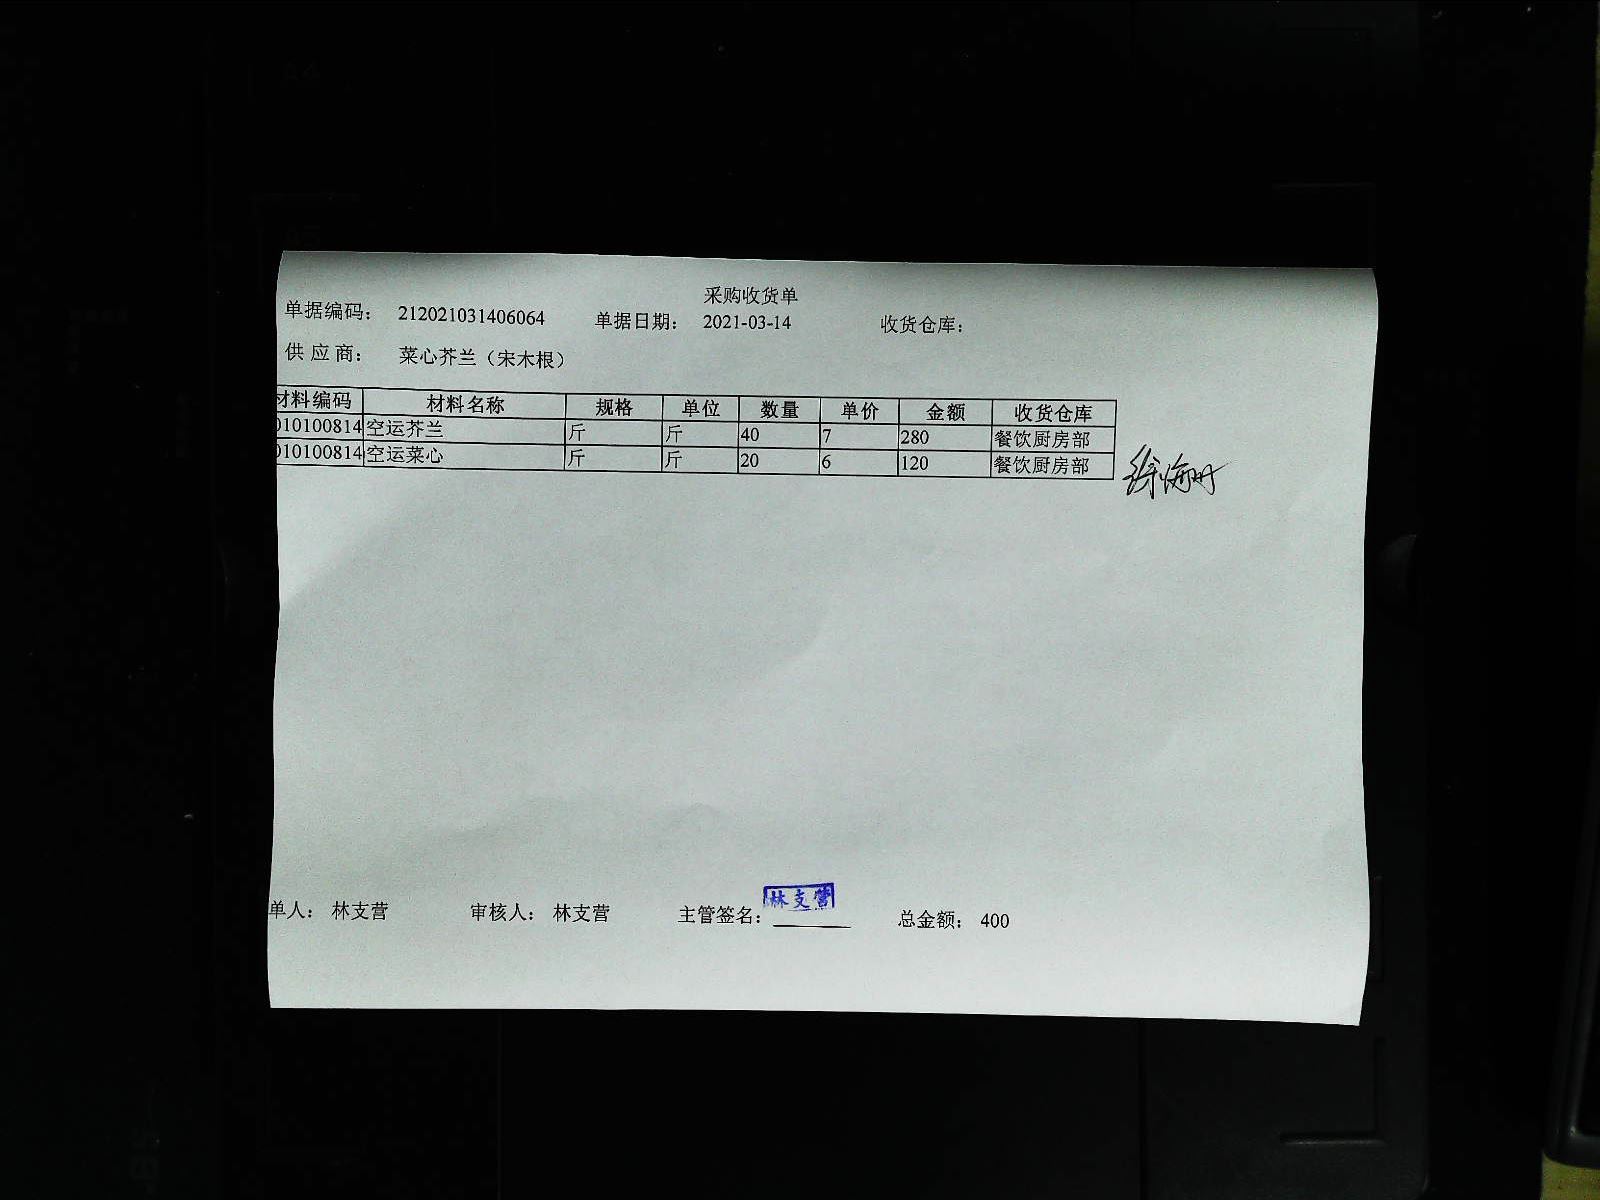 采购收货单
单据编码： 212021031406064 单据日期： 2021-03-14 收货仓库：
供 应 商： 菜心芥兰（宋木根）
材料编码 材料名称 规格 单位 数量 单价 金额 收货仓库
010100814 空运芥兰 斤 斤 40 7 280 餐饮厨房部
010100814 空运菜心 斤 斤 20 6 120 餐饮厨房部
林支营
单人： 林支营 审核人： 林支营 主管签名： 总金额： 400